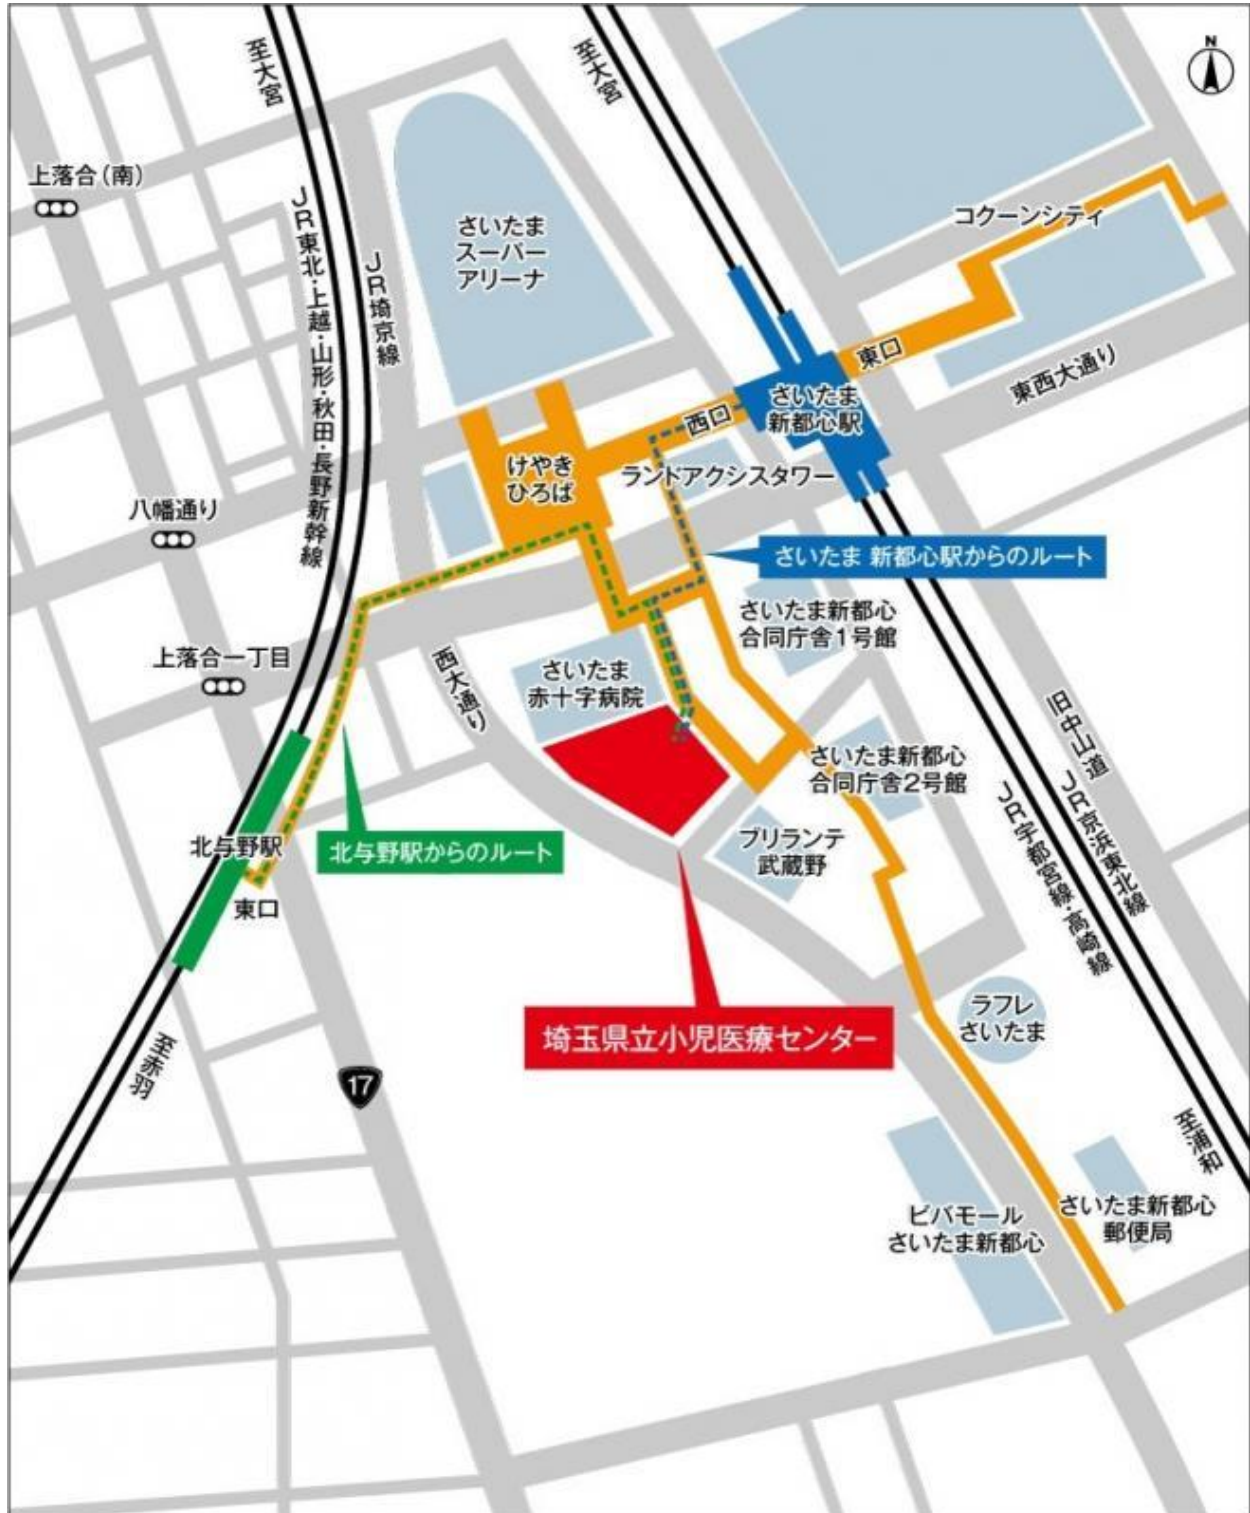 N
至大宮
至大宮
上落合(南)
JR東北・上越・山形・秋田・長野新幹線
JR埼京線
さいたま
スーパー
アリーナ
コクーンシティ
東口
東西大通り
さいたま
新都心駅
西口
けやき
ひろば
ランドアクシスタワー
八幡通り
さいたま 新都心駅からのルート
さいたま新都心
合同庁舎1号館
上落合一丁目
西大通り
さいたま
赤十字病院
旧中山道
さいたま新都心
合同庁舎2号館
JR宇都宮線・高崎線
JR京浜東北線
北与野駅
北与野駅からのルート
ブリランテ
武蔵野
東口
ラフレ
さいたま
埼玉県立小児医療センター
至赤羽
17
至浦和
ビバモール
さいたま新都心
さいたま新都心
郵便局